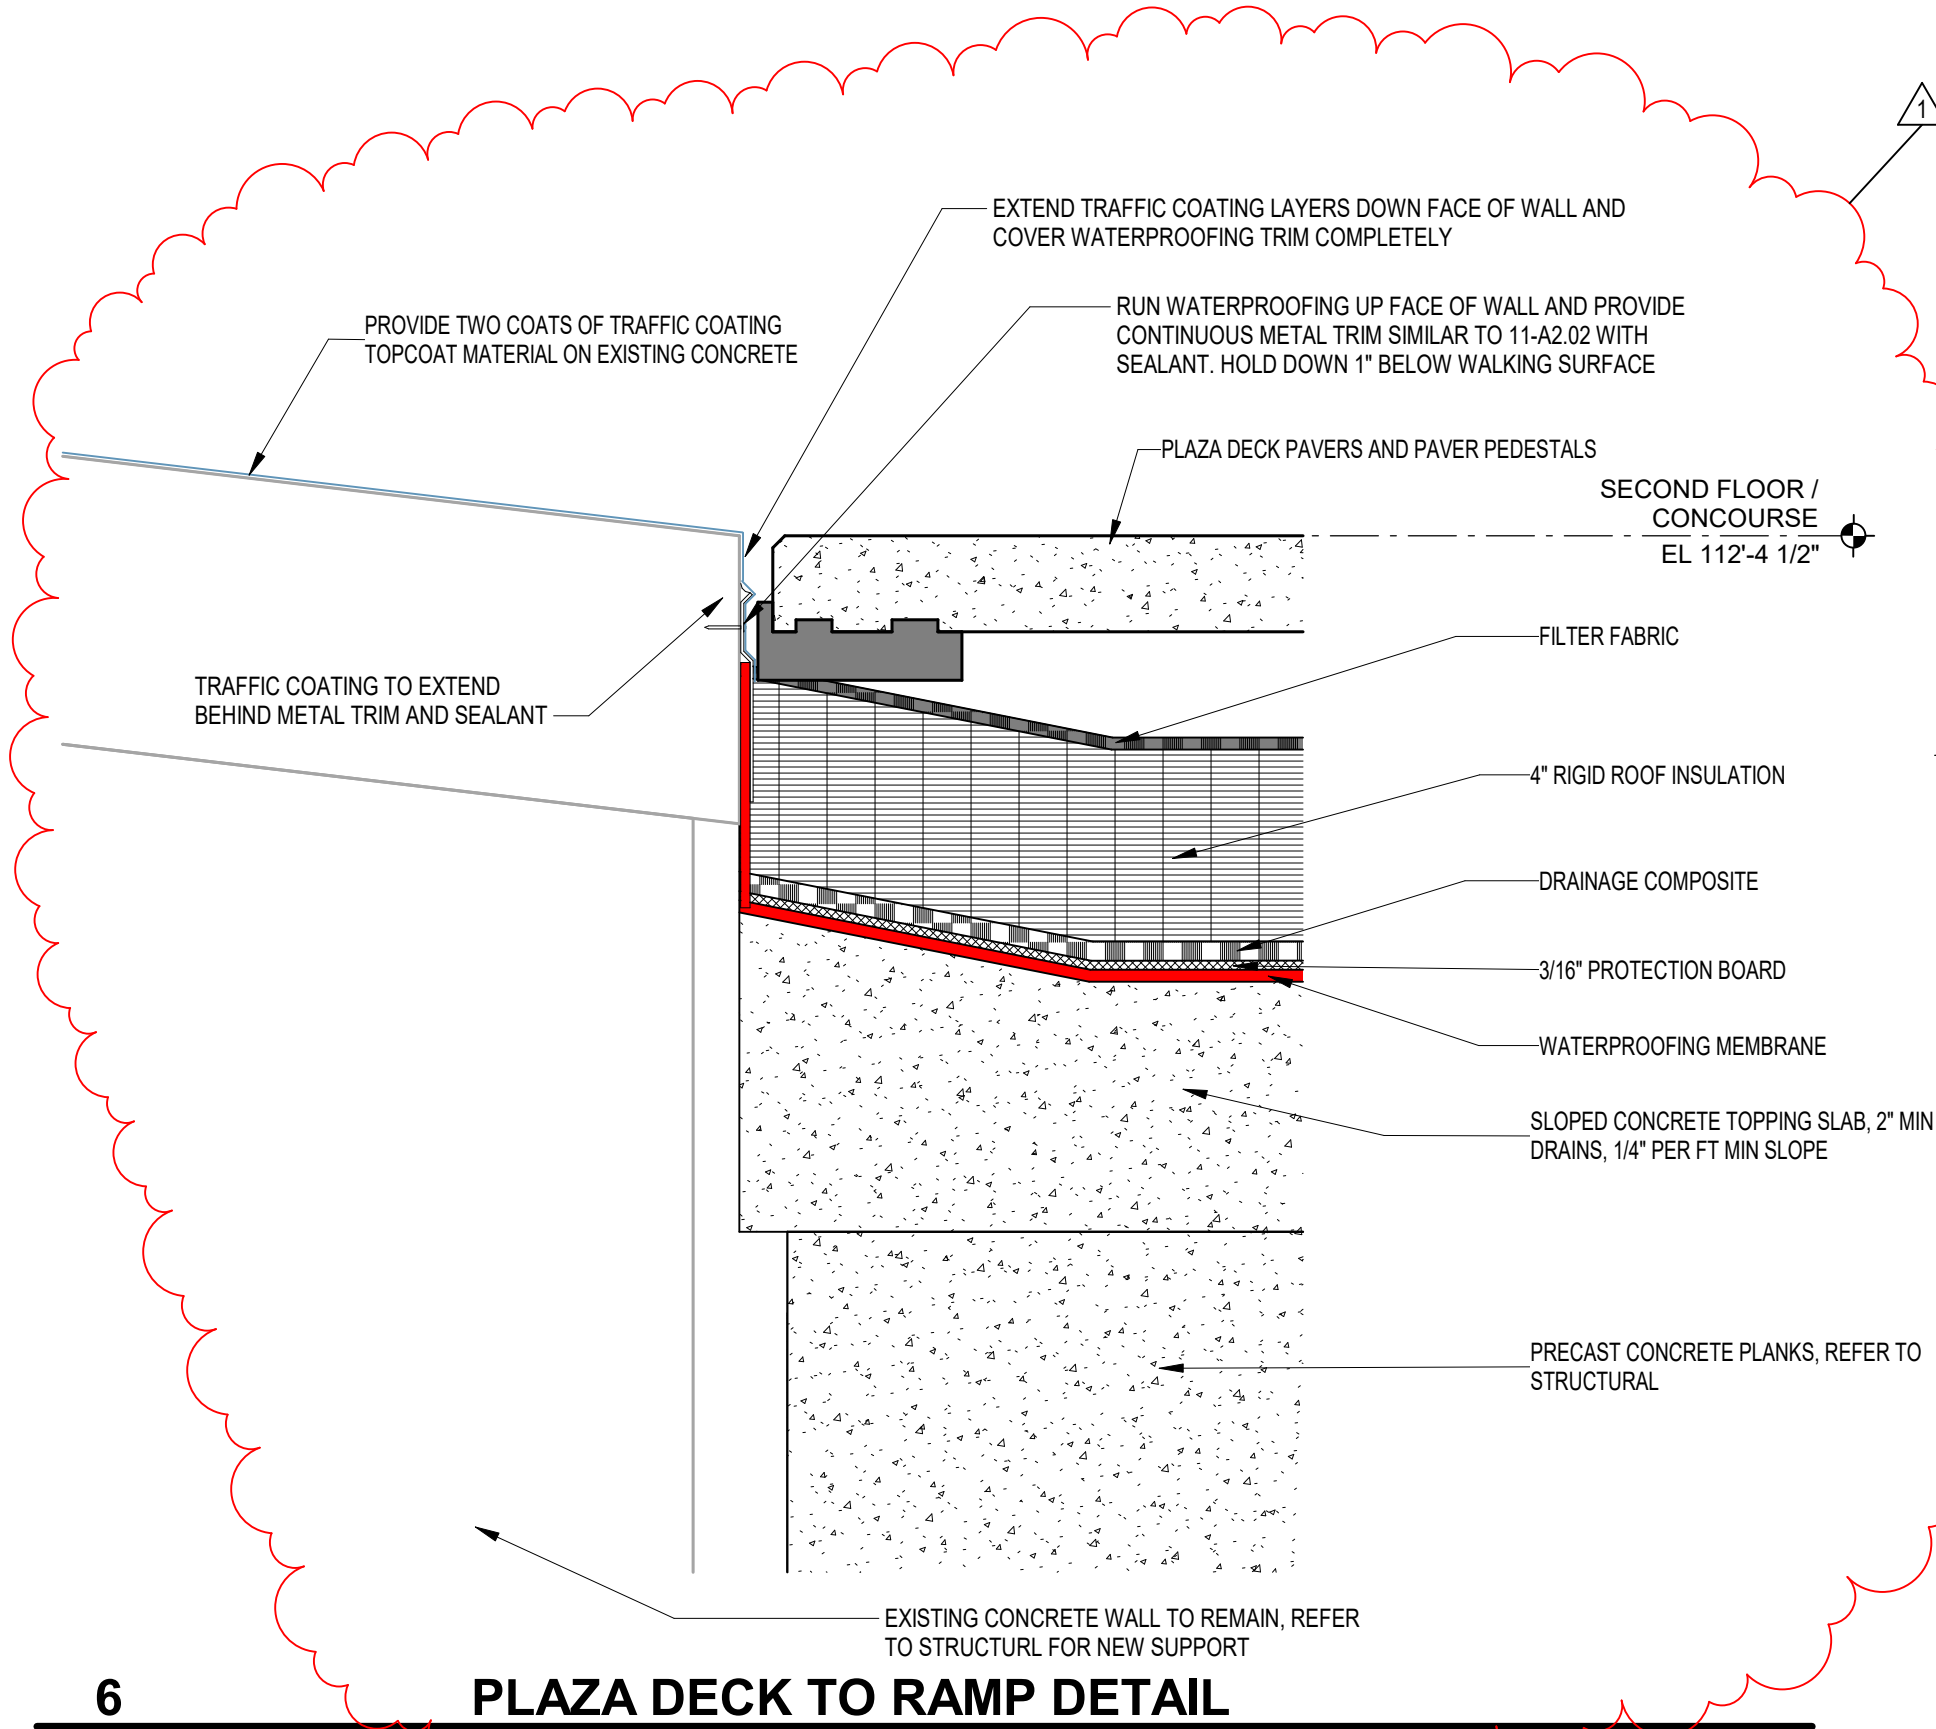 1
EXTEND TRAFFIC COATING LAYERS DOWN FACE OF WALL AND
COVER WATERPROOFING TRIM COMPLETELY
RUN WATERPROOFING UP FACE OF WALL AND PROVIDE
CONTINUOUS METAL TRIM SIMILAR TO 11-A2.02 WITH
SEALANT. HOLD DOWN 1" BELOW WALKING SURFACE
PROVIDE TWO COATS OF TRAFFIC COATING
TOPCOAT MATERIAL ON EXISTING CONCRETE
PLAZA DECK PAVERS AND PAVER PEDESTALS
SECOND FLOOR /
CONCOURSE
EL 112'-4 1/2"
FILTER FABRIC
TRAFFIC COATING TO EXTEND
BEHIND METAL TRIM AND SEALANT
4" RIGID ROOF INSULATION
DRAINAGE COMPOSITE
3/16" PROTECTION BOARD
WATERPROOFING MEMBRANE
SLOPED CONCRETE TOPPING SLAB, 2" MIN
DRAINS, 1/4" PER FT MIN SLOPE
PRECAST CONCRETE PLANKS, REFER TO
STRUCTURAL
EXISTING CONCRETE WALL TO REMAIN, REFER
TO STRUCTURL FOR NEW SUPPORT
6 PLAZA DECK TO RAMP DETAIL